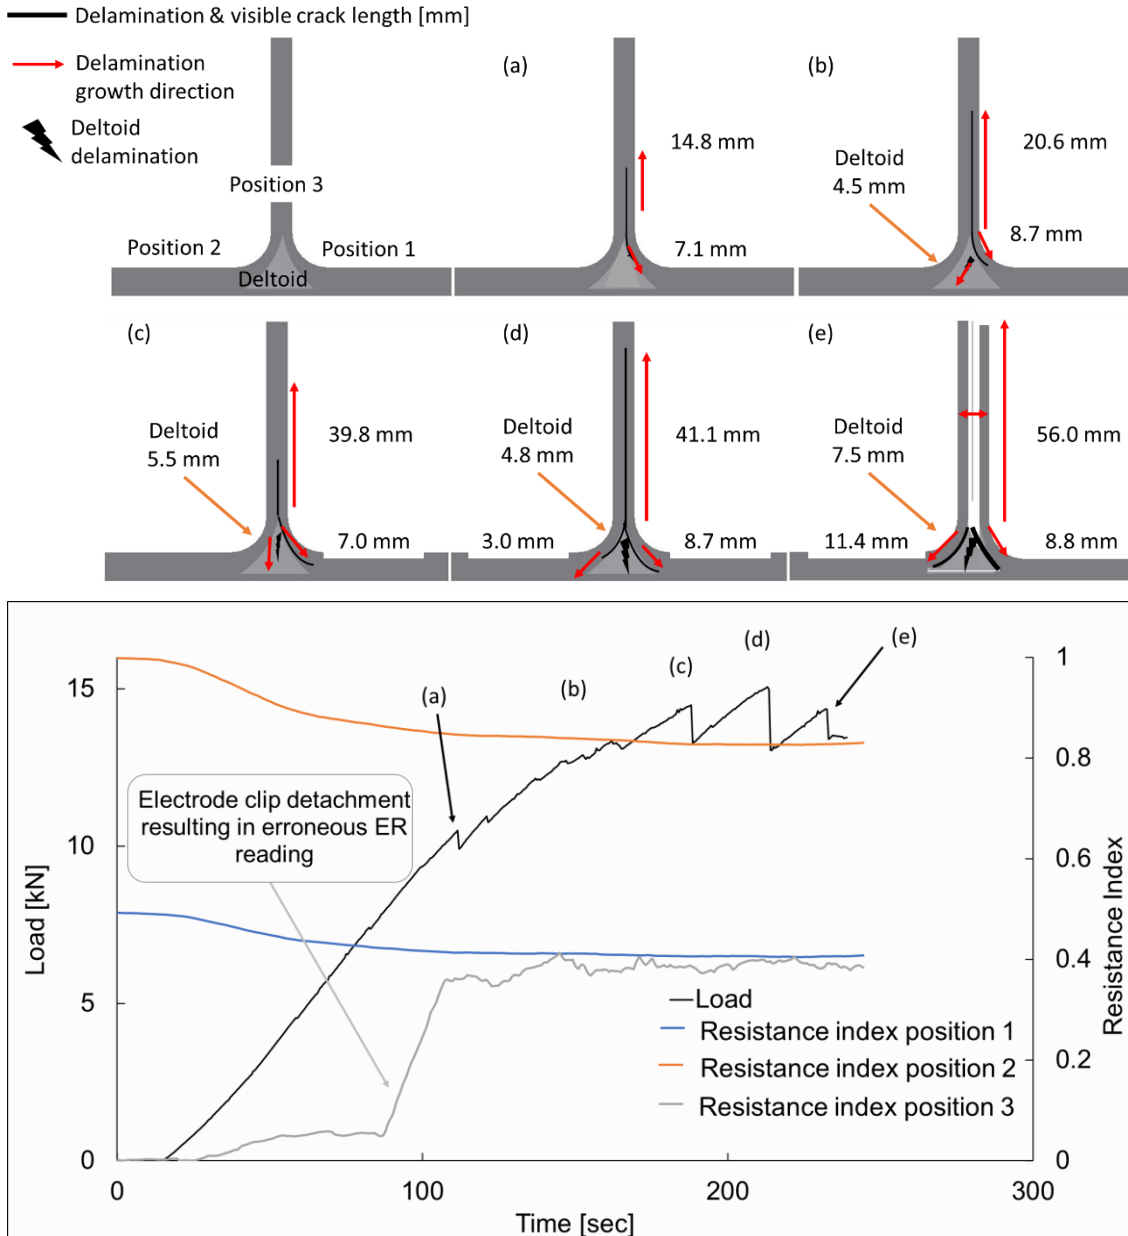 Delamination & visible crack length [mm]
Delamination
growth direction
Deltoid
delamination
Position 3
Position 2
Position 1
Deltoid
(a)
14.8 mm
7.1 mm
(b)
Deltoid
4.5 mm
20.6 mm
8.7 mm
(c)
Deltoid
5.5 mm
39.8 mm
7.0 mm
(d)
Deltoid
4.8 mm
41.1 mm
3.0 mm
8.7 mm
(e)
Deltoid
7.5 mm
56.0 mm
11.4 mm
8.8 mm
Load [kN]
15
10
5
0
(a)
(b)
(c)
(d)
(e)
Electrode clip detachment
resulting in erroneous ER
reading
Load
Resistance index position 1
Resistance index position 2
Resistance index position 3
1
0.8
0.6
0.4
0.2
0
Resistance Index
0
100
200
300
Time [sec]